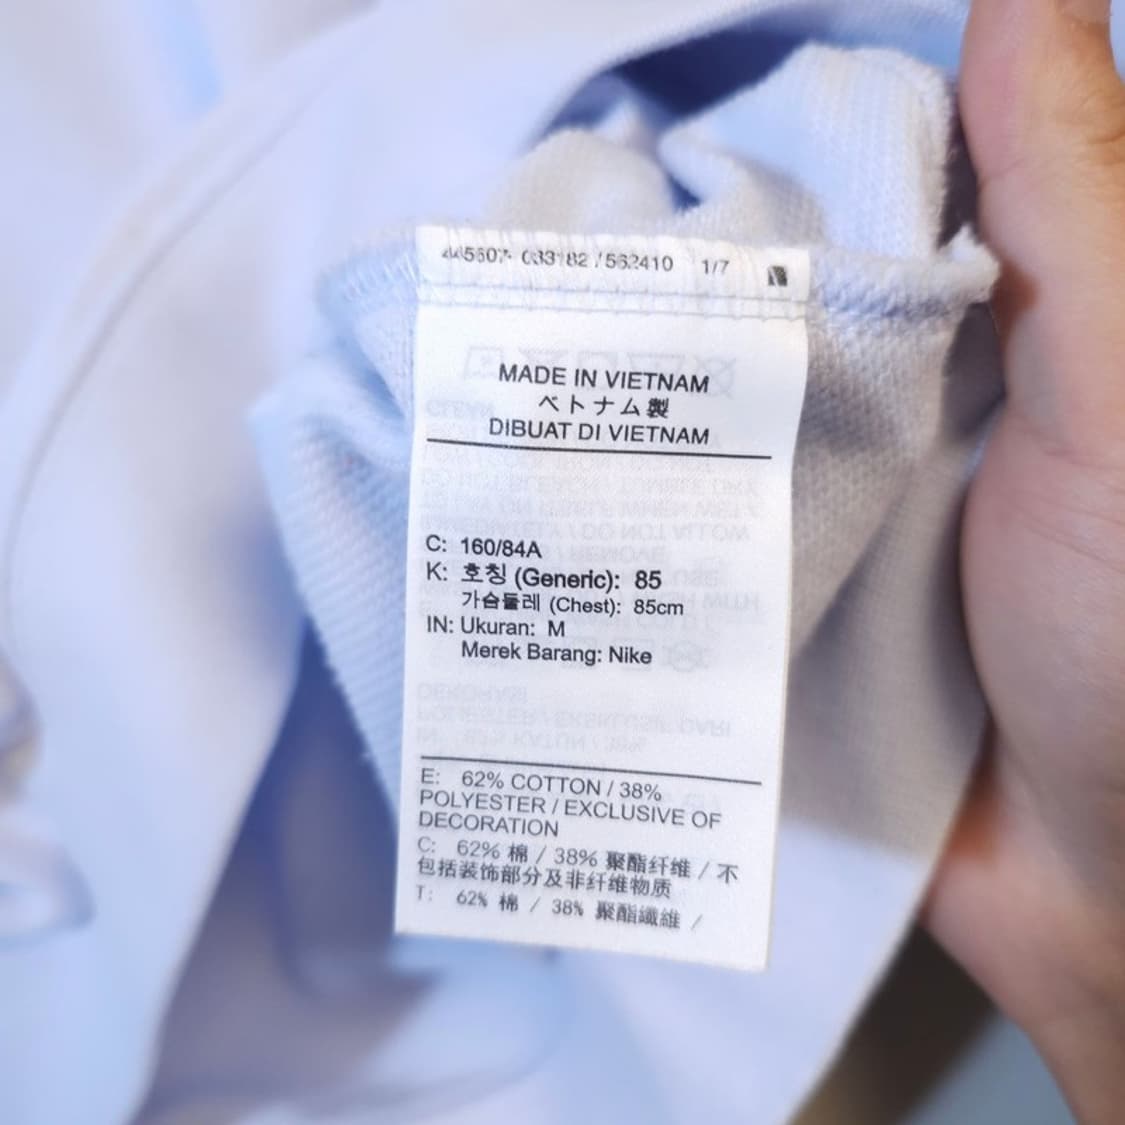 033182 / 562410 1/7
MADE IN VIETNAM
ベトナム製
DIBUAT DI VIETNAM
C: 160/84A
K: 호칭 (Generic): 85
가슴둘레 (Chest): 85cm
IN: Ukuran: M
Merek Barang: Nike
E: 62% COTTON / 38%
POLYESTER / EXCLUSIVE OF
DECORATION
C: 62% 棉 / 38% 聚酯纤维 / 不
包括装饰部分及非纤维物质
T: 62% 棉 / 38% 聚酯纖維 /